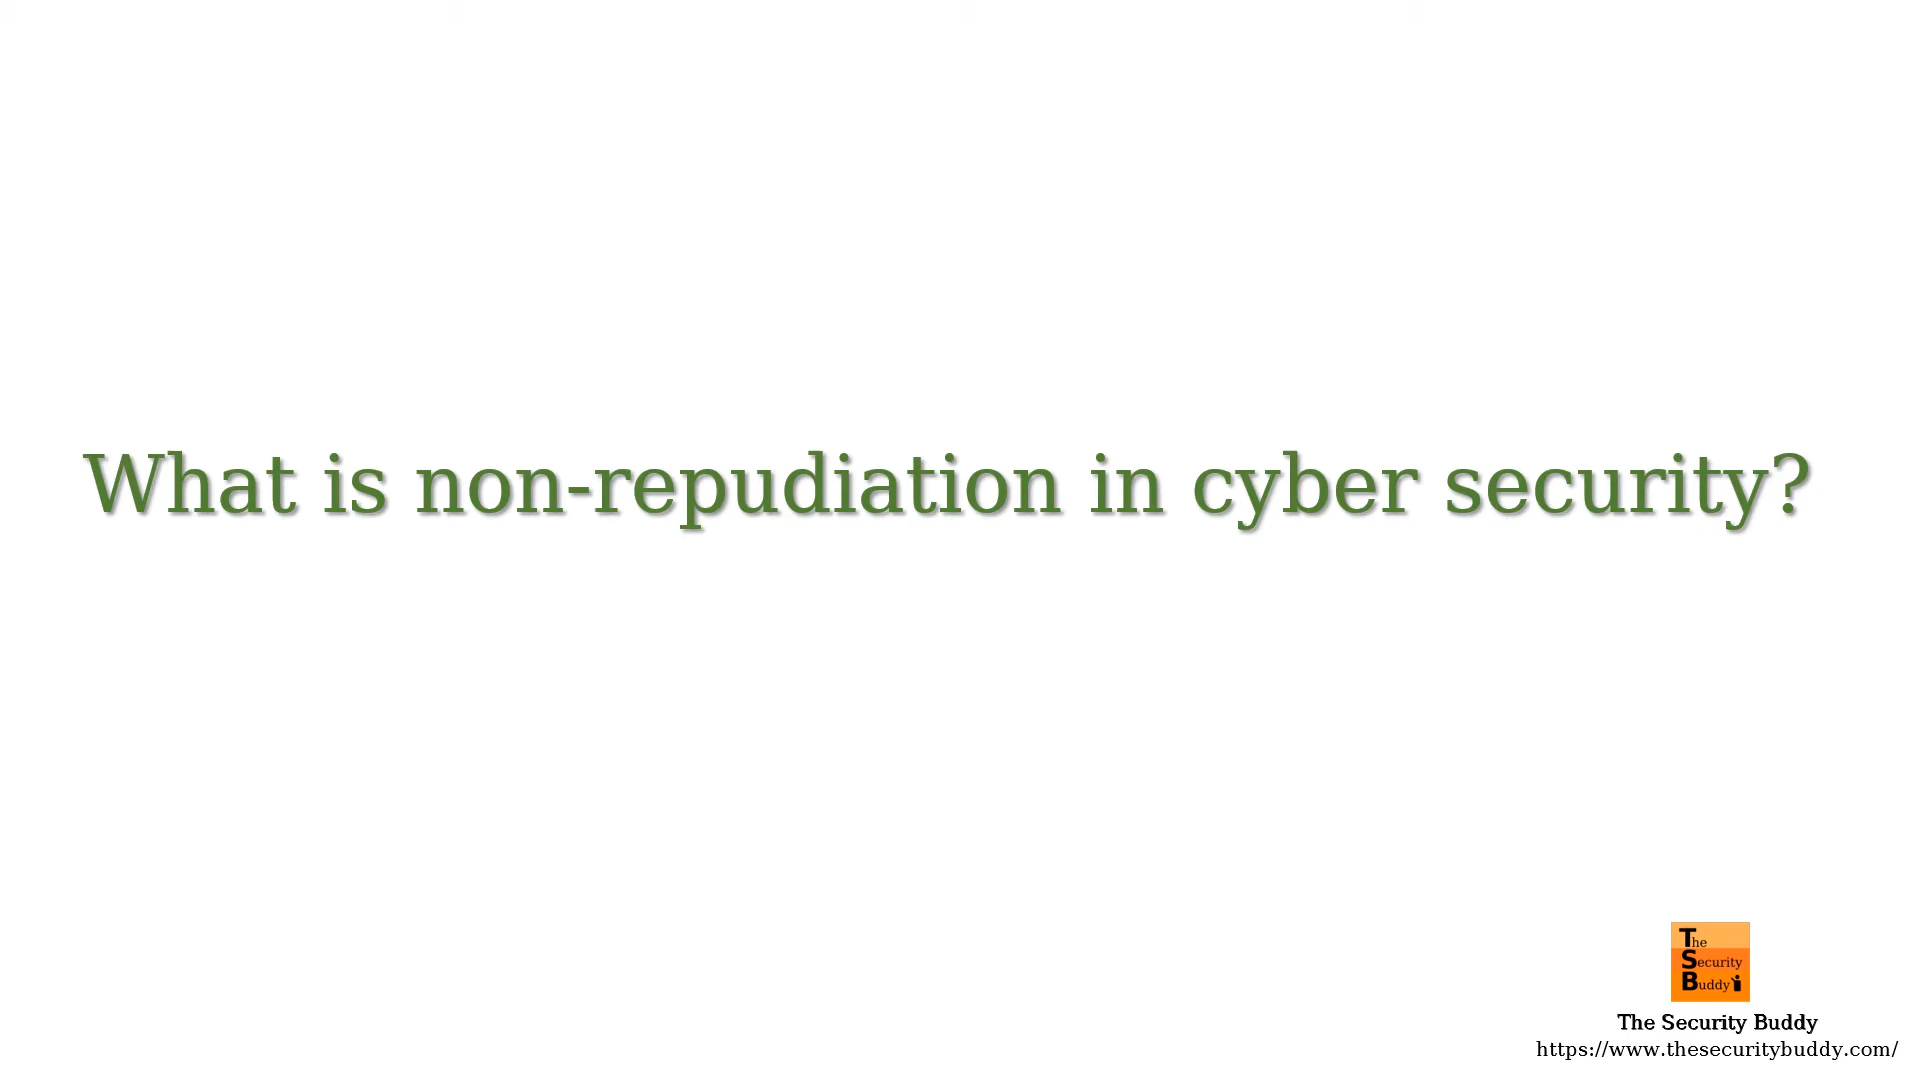 What is non-repudiation in cyber security?
The
Security
Buddy
The Security Buddy
https://www.thesecuritybuddy.com/